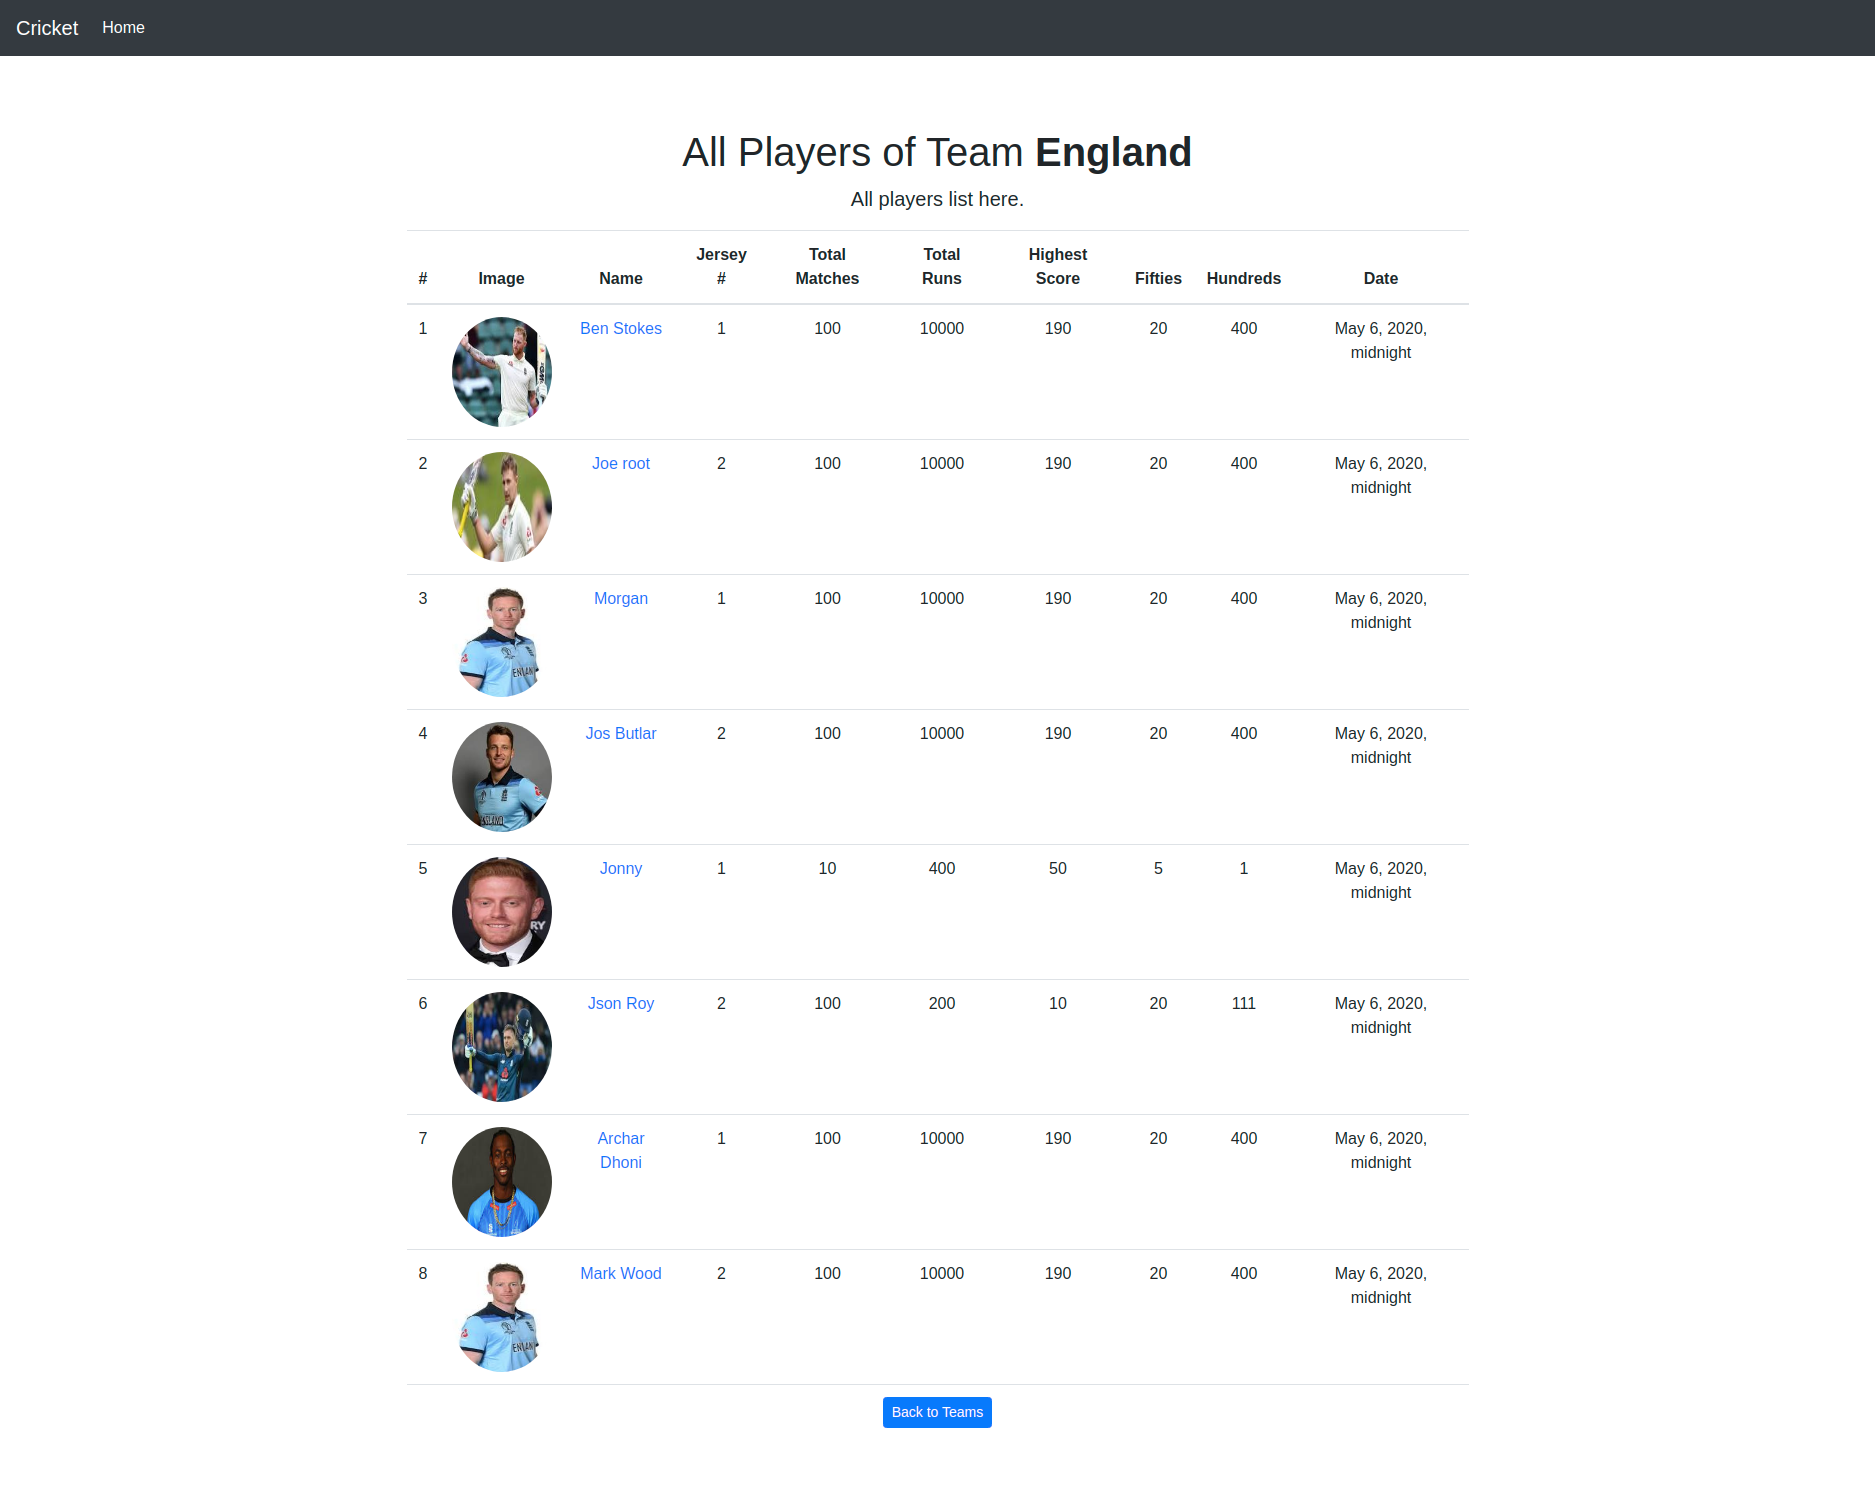 Cricket Home
All Players of Team England
All players list here.
# Image Name Jersey # Total Matches Total Runs Highest Score Fifties Hundreds Date
1 Ben Stokes 1 100 10000 190 20 400 May 6, 2020, midnight
2 Joe root 2 100 10000 190 20 400 May 6, 2020, midnight
3 Morgan 1 100 10000 190 20 400 May 6, 2020, midnight
ENGLAN
4 Jos Butlar 2 100 10000 190 20 400 May 6, 2020, midnight
5 Jonny 1 10 400 50 5 1 May 6, 2020, midnight
RY
6 Json Roy 2 100 200 10 20 111 May 6, 2020, midnight
7 Archar Dhoni 1 100 10000 190 20 400 May 6, 2020, midnight
8 Mark Wood 2 100 10000 190 20 400 May 6, 2020, midnight
ENGLAN
Back to Teams